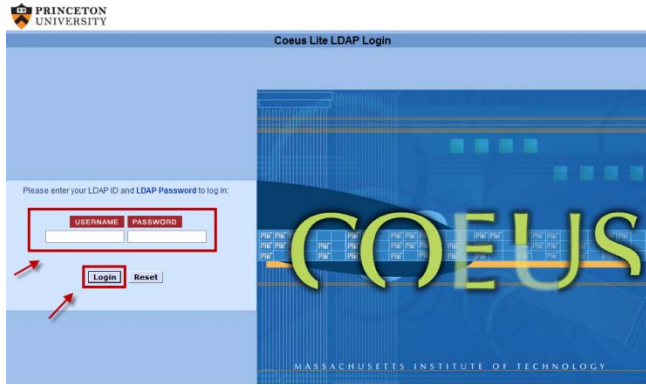 PRINCETON
UNIVERSITY
Coeus Lite LDAP Login
Please enter your LDAP ID and LDAP Password to log in:
USERNAME PASSWORD
Login Reset
COEUS
MASSACHUSETTS INSTITUTE OF TECHNOLOGY